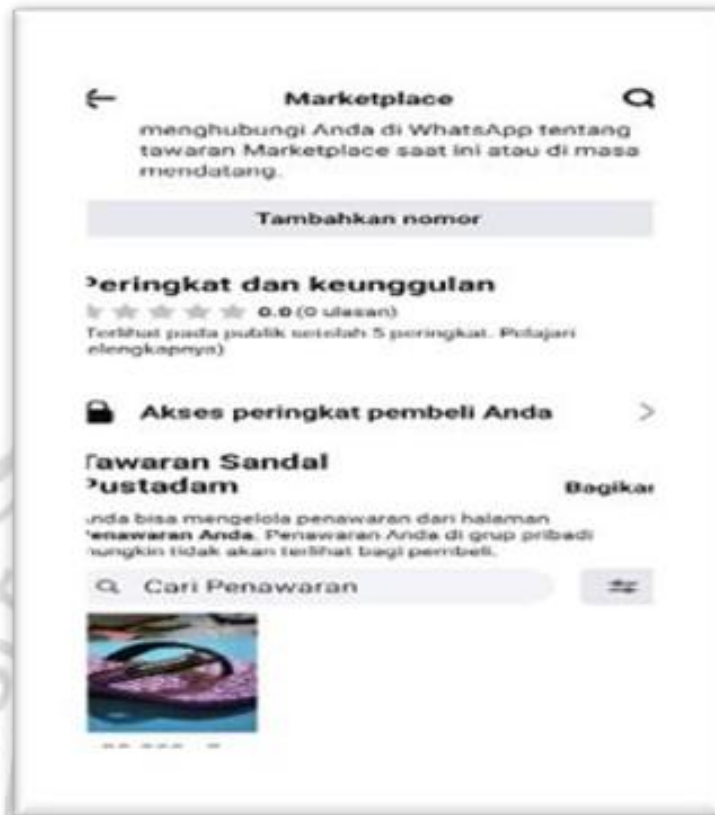 Marketplace
menghubungi Anda di WhatsApp tentang
tawaran Marketplace saat ini atau di masa
mendatang.
Tambahkan nomor
Peringkat dan keunggulan
0.0 (0 ulasan)
Terlihat pada publik setelah 5 peringkat. Pelajari
selengkapnya)
Akses peringkat pembeli Anda
Tawaran Sandal
Pustadam
Bagikan
Anda bisa mengelola penawaran dari halaman
Penawaran Anda. Penawaran Anda di grup pribadi
mungkin tidak akan terlihat bagi pembeli.
Cari Penawaran